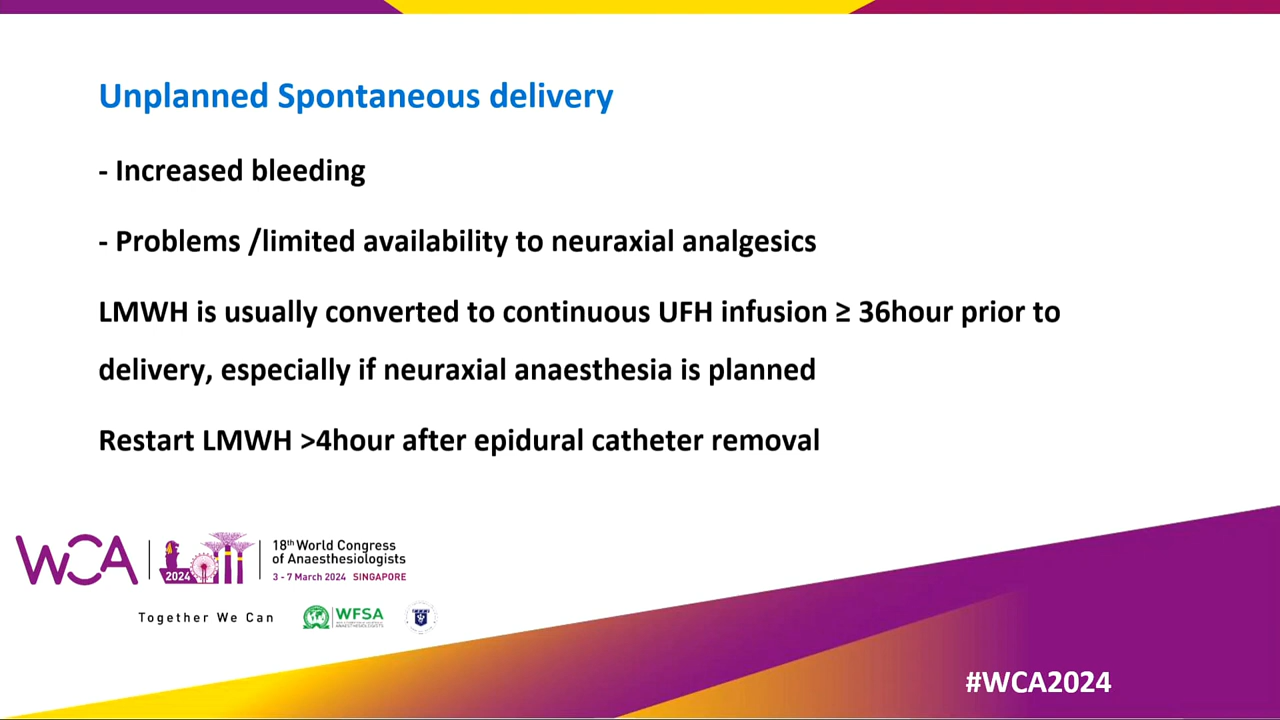 Unplanned Spontaneous delivery
- Increased bleeding
- Problems /limited availability to neuraxial analgesics
LMWH is usually converted to continuous UFH infusion ≥ 36hour prior to
delivery, especially if neuraxial anaesthesia is planned
Restart LMWH >4hour after epidural catheter removal
WCA
2024
18th World Congress
of Anaesthesiologists
3 - 7 March 2024 SINGAPORE
Together We Can
WFSA
#WCA2024